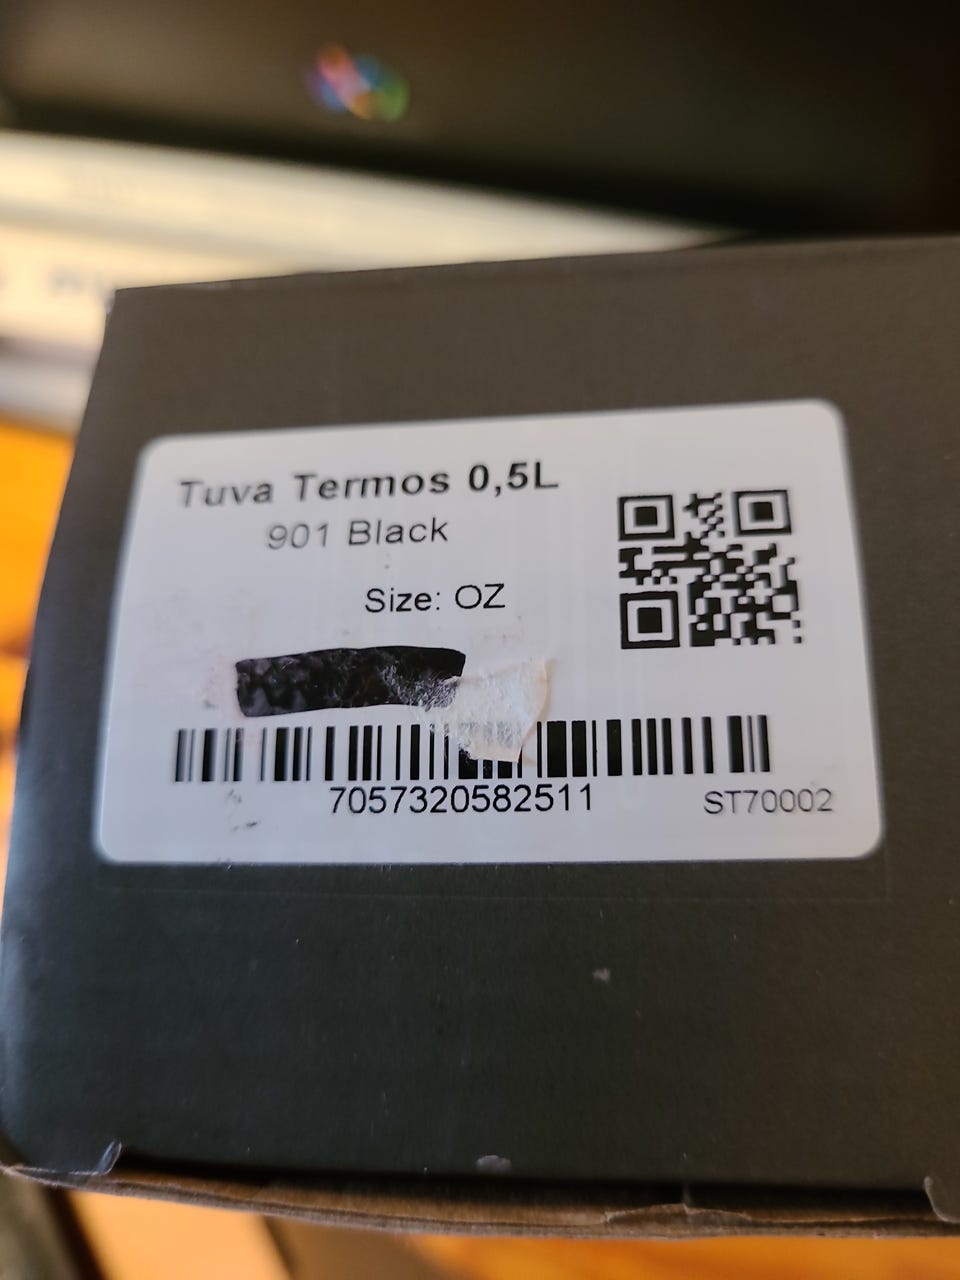 Tuva Termos 0,5L
901 Black
Size: OZ
7057320582511
ST70002